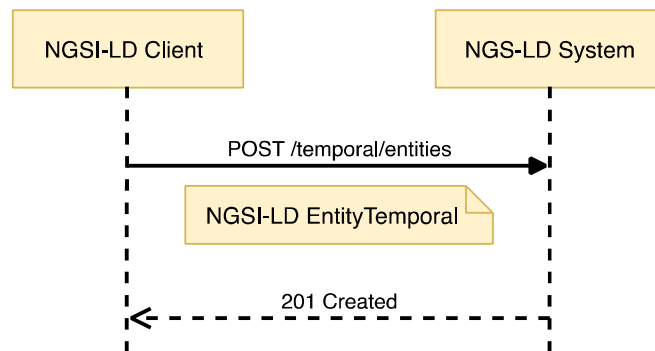 NGSI-LD Client
NGS-LD System
POST /temporal/entities
NGSI-LD EntityTemporal
201 Created